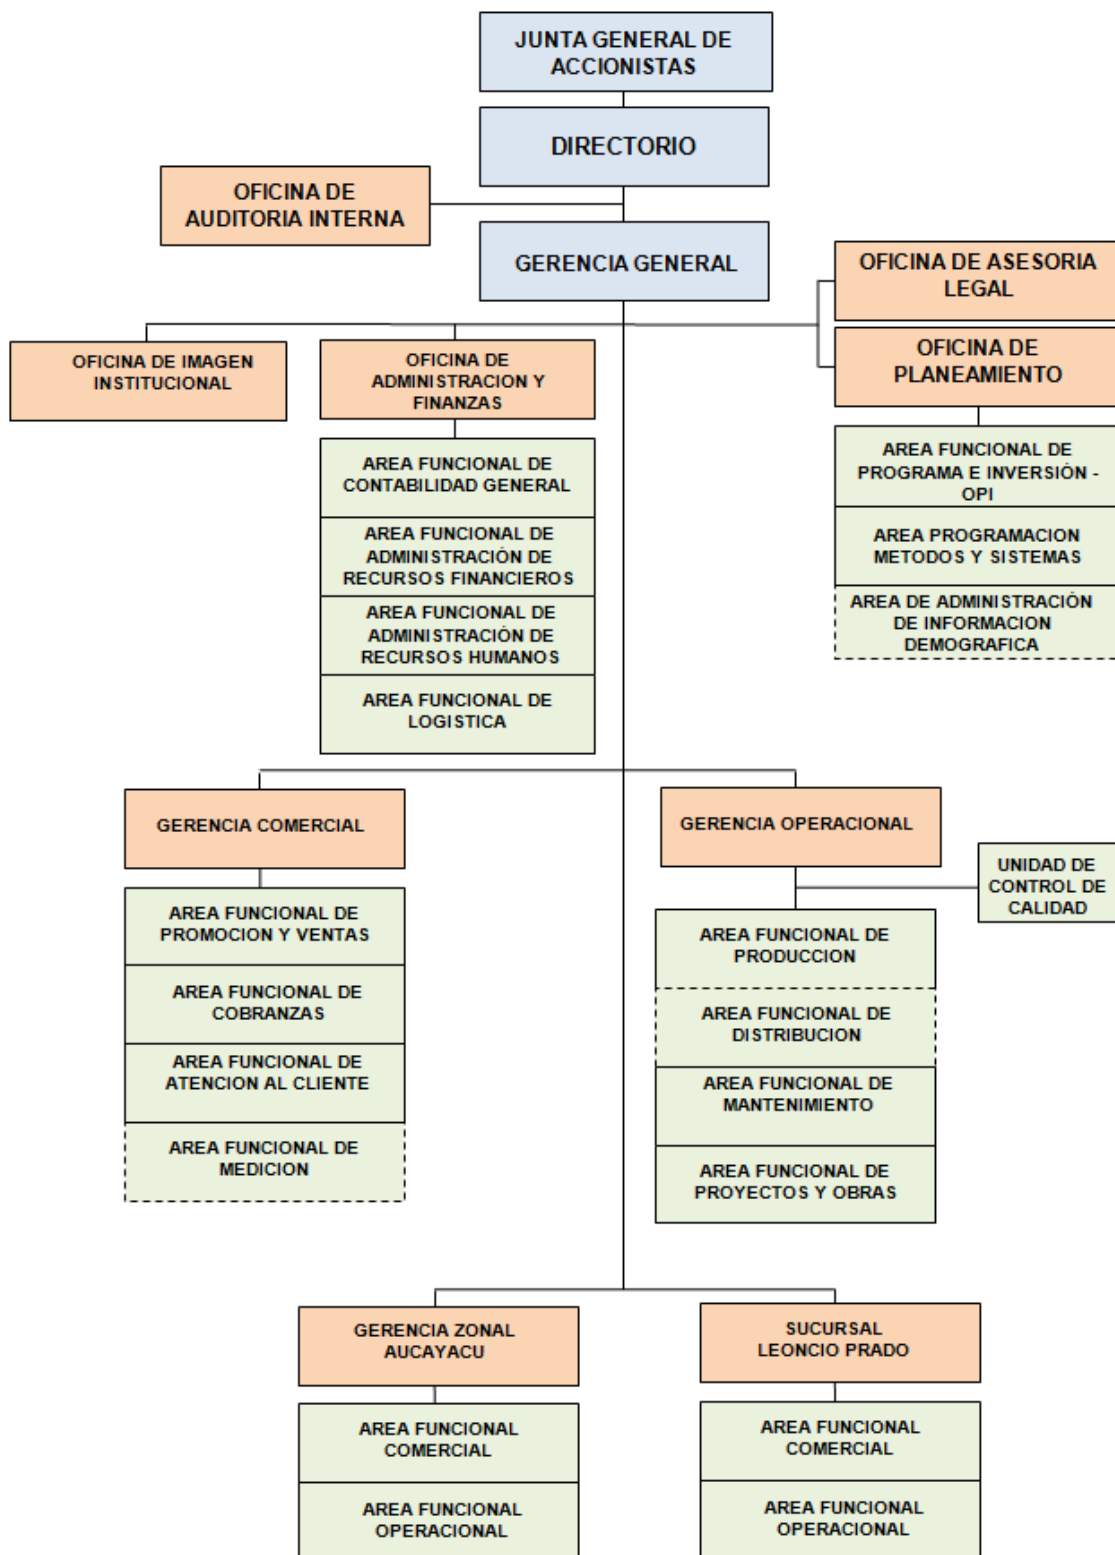 JUNTA GENERAL DE
ACCIONISTAS
DIRECTORIO
OFICINA DE
AUDITORIA INTERNA
GERENCIA GENERAL
OFICINA DE ASESORIA
LEGAL
OFICINA DE IMAGEN
INSTITUCIONAL
OFICINA DE
ADMINISTRACION Y
FINANZAS
OFICINA DE
PLANEAMIENTO
AREA FUNCIONAL DE
CONTABILIDAD GENERAL
AREA FUNCIONAL DE
ADMINISTRACIÓN DE
RECURSOS FINANCIEROS
AREA FUNCIONAL DE
ADMINISTRACIÓN DE
RECURSOS HUMANOS
AREA FUNCIONAL DE
LOGISTICA
AREA FUNCIONAL DE
PROGRAMA E INVERSIÓN -
OPI
AREA PROGRAMACION
METODOS Y SISTEMAS
AREA DE ADMINISTRACIÓN
DE INFORMACION
DEMOGRAFICA
GERENCIA COMERCIAL
GERENCIA OPERACIONAL
UNIDAD DE
CONTROL DE
CALIDAD
AREA FUNCIONAL DE
PROMOCION Y VENTAS
AREA FUNCIONAL DE
COBRANZAS
AREA FUNCIONAL DE
ATENCION AL CLIENTE
AREA FUNCIONAL DE
MEDICION
AREA FUNCIONAL DE
PRODUCCION
AREA FUNCIONAL DE
DISTRIBUCION
AREA FUNCIONAL DE
MANTENIMIENTO
AREA FUNCIONAL DE
PROYECTOS Y OBRAS
GERENCIA ZONAL
AUCAYACU
SUCURSAL
LEONCIO PRADO
AREA FUNCIONAL
COMERCIAL
AREA FUNCIONAL
OPERACIONAL
AREA FUNCIONAL
COMERCIAL
AREA FUNCIONAL
OPERACIONAL